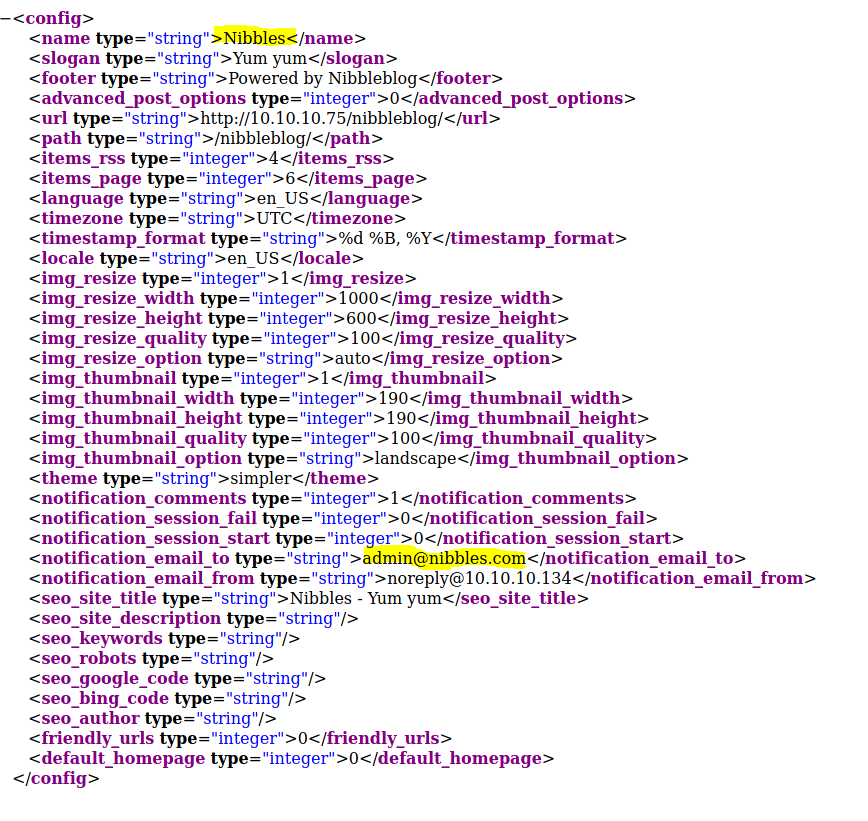 −<config>
<name type="string">Nibbles</name>
<slogan type="string">Yum yum</slogan>
<footer type="string">Powered by Nibbleblog</footer>
<advanced_post_options type="integer">0</advanced_post_options>
<url type="string">http://10.10.10.75/nibbleblog/</url>
<path type="string">/nibbleblog/</path>
<items_rss type="integer">4</items_rss>
<items_page type="integer">6</items_page>
<language type="string">en_US</language>
<timezone type="string">UTC</timezone>
<timestamp_format type="string">%d %B, %Y</timestamp_format>
<locale type="string">en_US</locale>
<img_resize type="integer">1</img_resize>
<img_resize_width type="integer">1000</img_resize_width>
<img_resize_height type="integer">600</img_resize_height>
<img_resize_quality type="integer">100</img_resize_quality>
<img_resize_option type="string">auto</img_resize_option>
<img_thumbnail type="integer">1</img_thumbnail>
<img_thumbnail_width type="integer">190</img_thumbnail_width>
<img_thumbnail_height type="integer">190</img_thumbnail_height>
<img_thumbnail_quality type="integer">100</img_thumbnail_quality>
<img_thumbnail_option type="string">landscape</img_thumbnail_option>
<theme type="string">simpler</theme>
<notification_comments type="integer">1</notification_comments>
<notification_session_fail type="integer">0</notification_session_fail>
<notification_session_start type="integer">0</notification_session_start>
<notification_email_to type="string">admin@nibbles.com</notification_email_to>
<notification_email_from type="string">noreply@10.10.10.134</notification_email_from>
<seo_site_title type="string">Nibbles - Yum yum</seo_site_title>
<seo_site_description type="string"/>
<seo_keywords type="string"/>
<seo_robots type="string"/>
<seo_google_code type="string"/>
<seo_bing_code type="string"/>
<seo_author type="string"/>
<friendly_urls type="integer">0</friendly_urls>
<default_homepage type="integer">0</default_homepage>
</config>